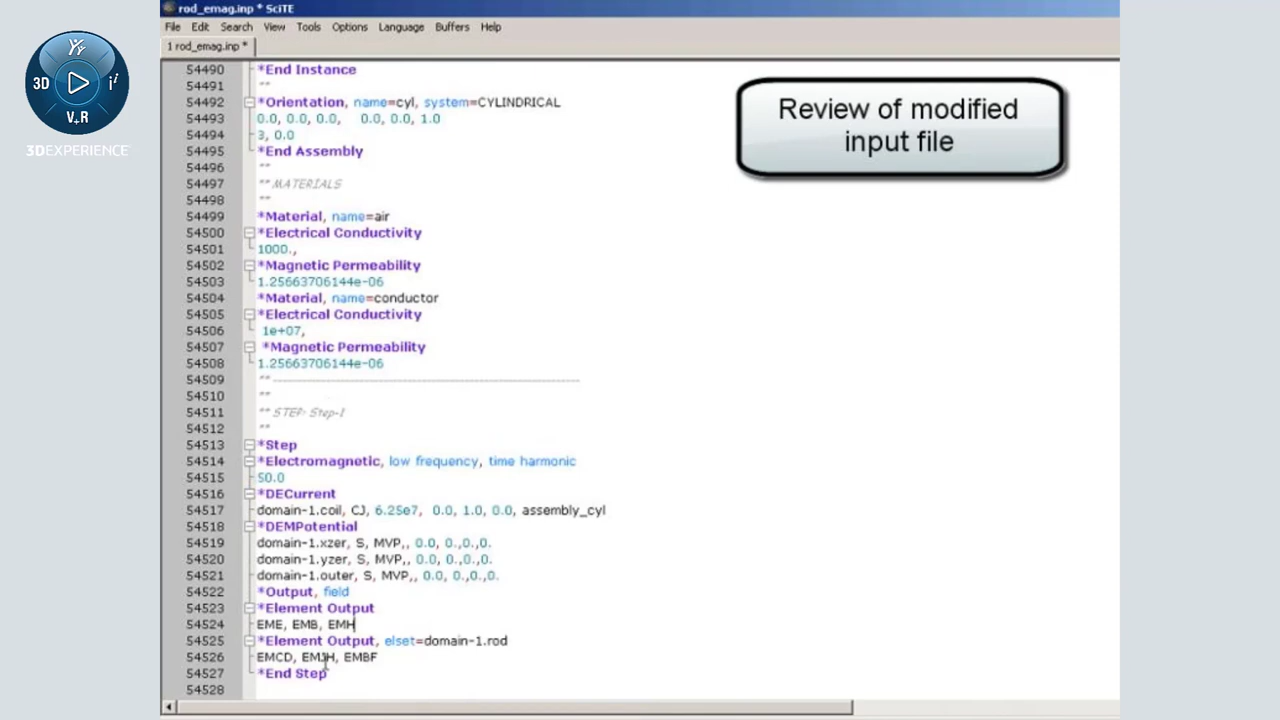 rod_emag.inp * SciTE
File Edit Search View Tools Options Language Buffers Help
1 rod_emag.inp *
3D
V+R
i
3DEXPERIENCE
Review of modified
input file
54490 *End Instance
54491 **
54492 *Orientation, name=cyl, system=CYLINDRICAL
54493 0.0, 0.0, 0.0, 0.0, 0.0, 1.0
54494 3, 0.0
54495 *End Assembly
54496 **
54497 ** MATERIALS
54498 **
54499 *Material, name=air
54500 *Electrical Conductivity
54501 1000.,
54502 *Magnetic Permeability
54503 1.25663706144e-06
54504 *Material, name=conductor
54505 *Electrical Conductivity
54506 1e+07,
54507 *Magnetic Permeability
54508 1.25663706144e-06
54509 ** ----------------------------------------------------------------
54510 **
54511 ** STEP: Step-1
54512 **
54513 *Step
54514 *Electromagnetic, low frequency, time harmonic
54515 50.0
54516 *DECurrent
54517 domain-1.coil, CJ, 6.25e7, 0.0, 1.0, 0.0, assembly_cyl
54518 *DEMPotential
54519 domain-1.xzer, S, MVP,, 0.0, 0.,0.,0.
54520 domain-1.yzer, S, MVP,, 0.0, 0.,0.,0.
54521 domain-1.outer, S, MVP,, 0.0, 0.,0.,0.
54522 *Output, field
54523 *Element Output
54524 EME, EMB, EMH
54525 *Element Output, elset=domain-1.rod
54526 EMCD, EMJH, EMBF
54527 *End Step
54528